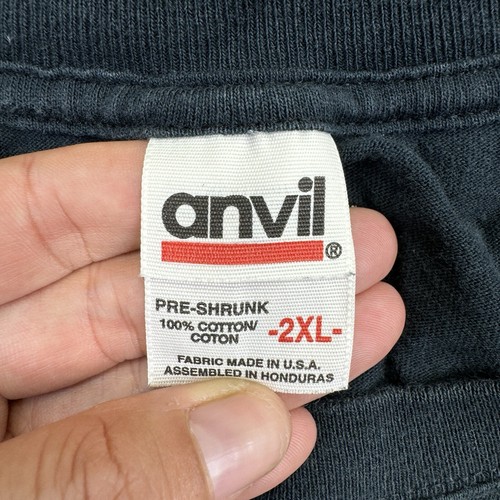 anvil®
PRE-SHRUNK
100% COTTON/
COTON
-2XL-
FABRIC MADE IN U.S.A.
ASSEMBLED IN HONDURAS